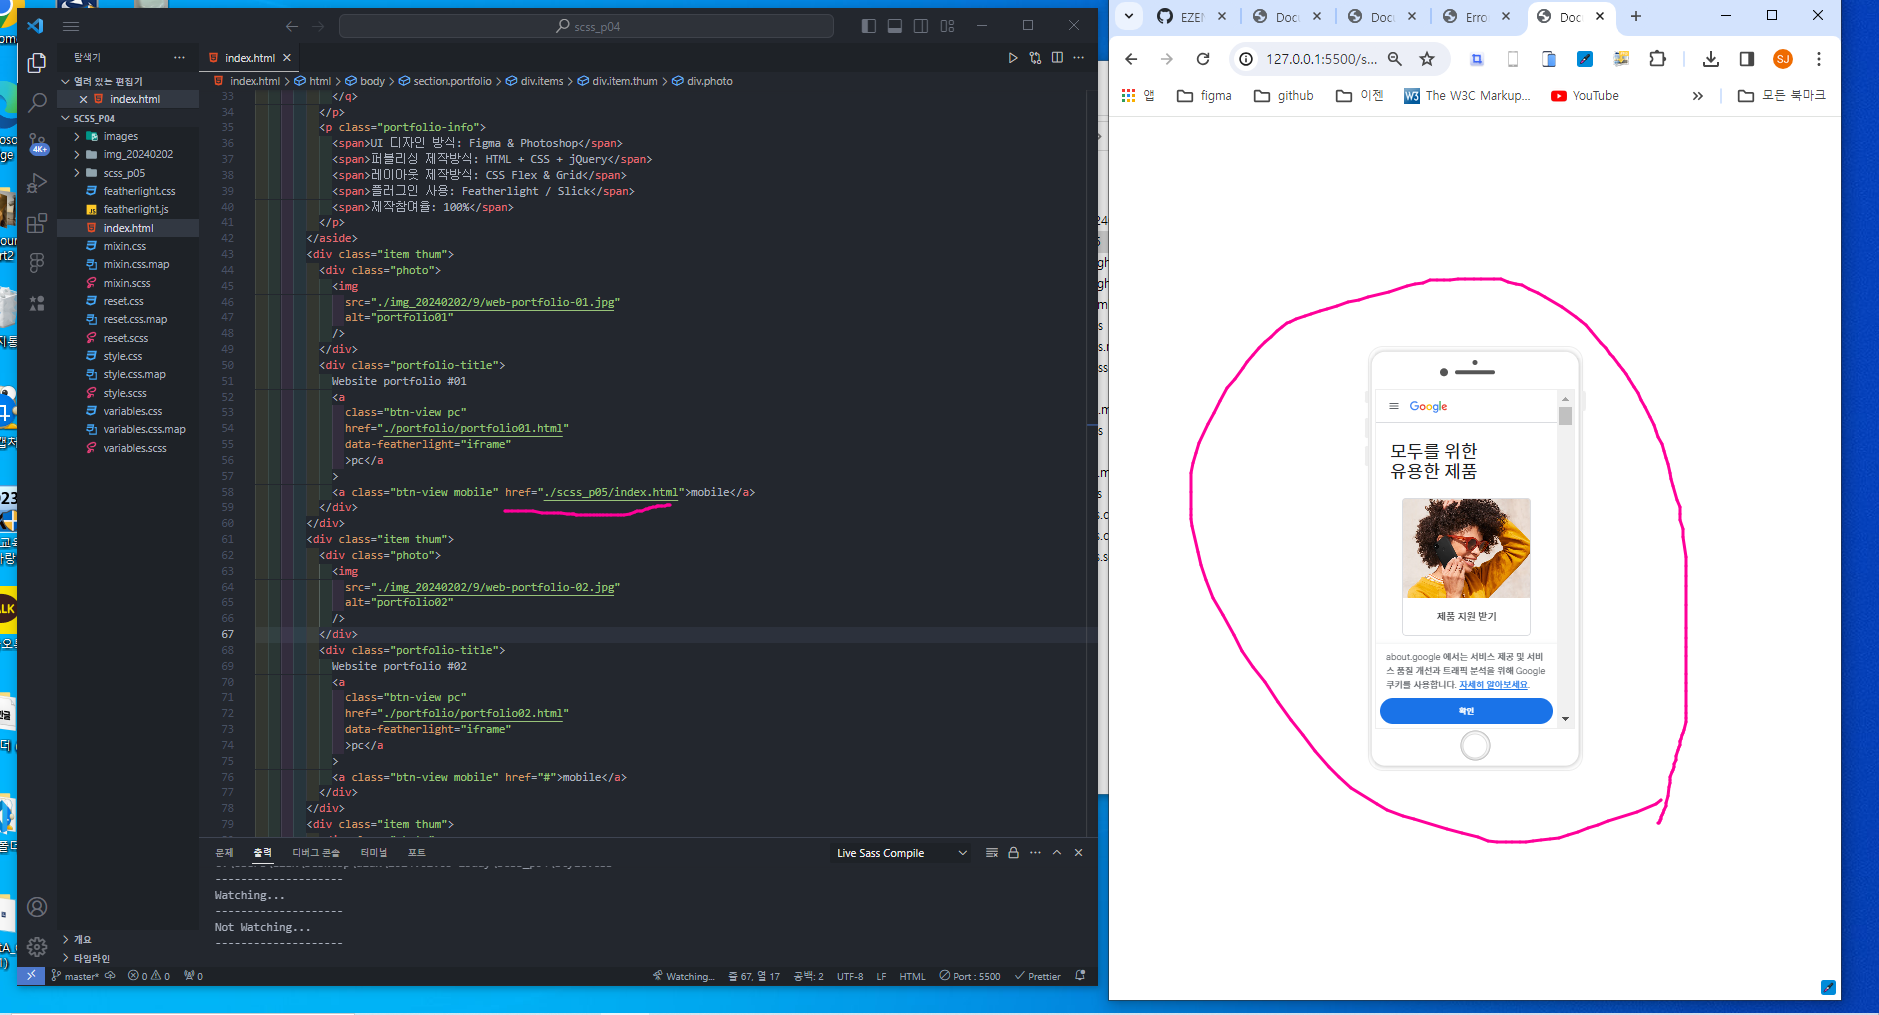 scss_p04
탐색기
열려 있는 편집기
index.html
SCSS_P04
images
img_20240202
scss_p05
featherlight.css
featherlight.js
index.html
mixin.css
mixin.css.map
mixin.scss
reset.css
reset.css.map
reset.scss
style.css
style.css.map
style.scss
variables.css
variables.css.map
variables.scss
개요
타임라인
4K+
index.html
index.html > html > body > section.portfolio > div.items > div.item.thum > div.photo
33 </q>
34 </p>
35 <p class="portfolio-info">
36 <span>UI 디자인 방식: Figma & Photoshop</span>
37 <span>퍼블리싱 제작방식: HTML + CSS + jQuery</span>
38 <span>레이아웃 제작방식: CSS Flex & Grid</span>
39 <span>플러그인 사용: Featherlight / Slick</span>
40 <span>제작참여율: 100%</span>
41 </p>
42 </aside>
43 <div class="item thum">
44 <div class="photo">
45 <img
46 src="./img_20240202/9/web-portfolio-01.jpg"
47 alt="portfolio01"
48 />
49 </div>
50 <div class="portfolio-title">
51 Website portfolio #01
52 <a
53 class="btn-view pc"
54 href="./portfolio/portfolio01.html"
55 data-featherlight="iframe"
56 >pc</a
57 >
58 <a class="btn-view mobile" href="./scss_p05/index.html">mobile</a>
59 </div>
60 </div>
61 <div class="item thum">
62 <div class="photo">
63 <img
64 src="./img_20240202/9/web-portfolio-02.jpg"
65 alt="portfolio02"
66 />
67 </div>
68 <div class="portfolio-title">
69 Website portfolio #02
70 <a
71 class="btn-view pc"
72 href="./portfolio/portfolio02.html"
73 data-featherlight="iframe"
74 >pc</a
75 >
76 <a class="btn-view mobile" href="#">mobile</a>
77 </div>
78 </div>
79 <div class="item thum">
문제 출력 디버그 콘솔 터미널 포트
Live Sass Compile
--------------------
Watching...
--------------------
Not Watching...
--------------------
master* 0 0 0 Watching... 줄 67, 열 17 공백: 2 UTF-8 LF HTML Port : 5500 Prettier
EZEN Docu Docu Erro Doc
127.0.0.1:5500/s...
SJ
앱 figma github 이젠 The W3C Markup... YouTube » 모든 북마크
Google
모두를 위한
유용한 제품
제품 지원 받기
about.google 에서는 서비스 제공 및 서비
스 품질 개선과 트래픽 분석을 위해 Google
쿠키를 사용합니다. 자세히 알아보세요.
확인